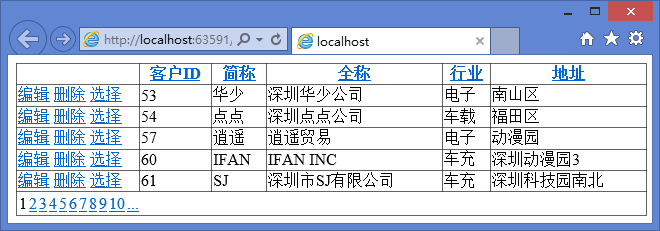 http://localhost:63591/
localhost
客户ID 简称 全称 行业 地址
编辑 删除 选择 53 华少 深圳华少公司 电子 南山区
编辑 删除 选择 54 点点 深圳点点公司 车载 福田区
编辑 删除 选择 57 逍遥 逍遥贸易 电子 动漫园
编辑 删除 选择 60 IFAN IFAN INC 车充 深圳动漫园3
编辑 删除 选择 61 SJ 深圳市SJ有限公司 车充 深圳科技园南北
1 2 3 4 5 6 7 8 9 10 ...